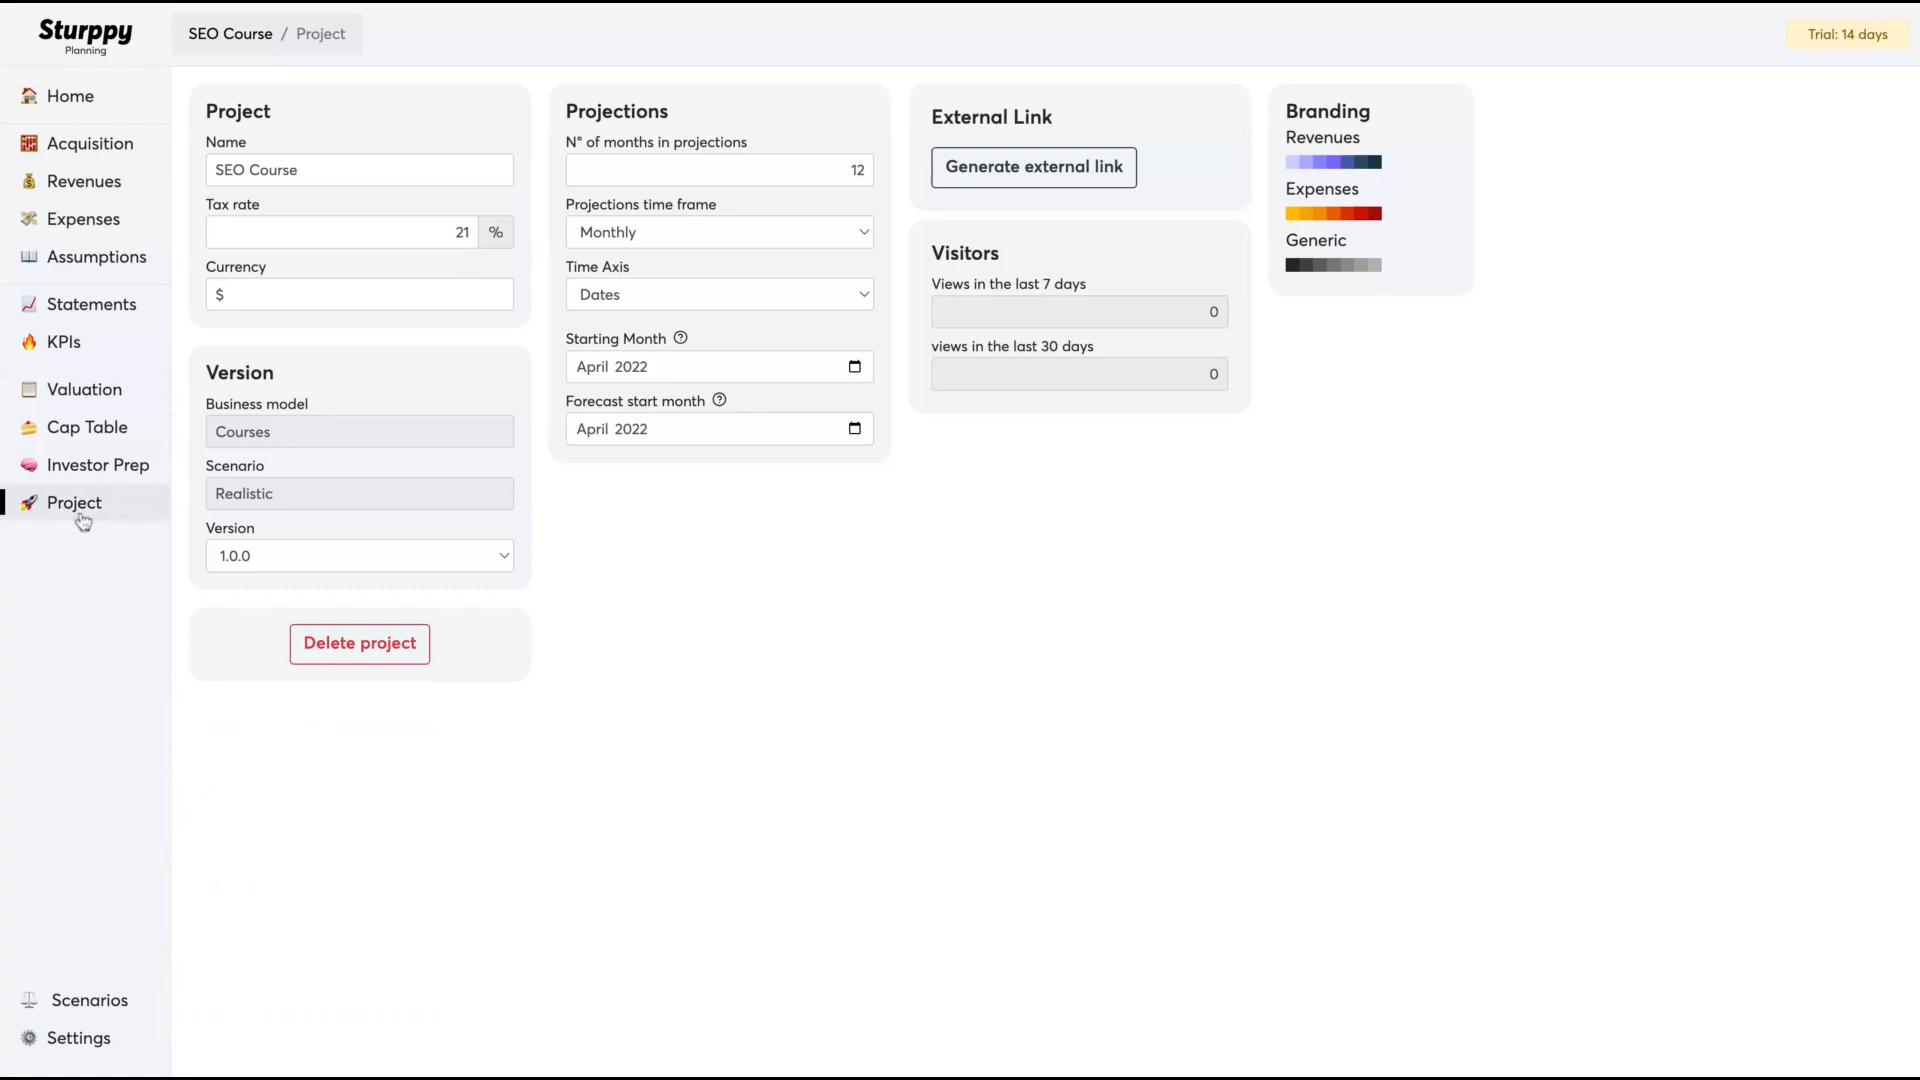 Sturppy
Planning
SEO Course / Project
Trial: 14 days
Home
Acquisition
Revenues
Expenses
Assumptions
Statements
KPIs
Valuation
Cap Table
Investor Prep
Project
Scenarios
Settings
Project
Name
SEO Course
Tax rate
21 %
Currency
$
Version
Business model
Courses
Scenario
Realistic
Version
1.0.0
Delete project
Projections
N° of months in projections
12
Projections time frame
Monthly
Time Axis
Dates
Starting Month ?
April 2022
Forecast start month ?
April 2022
External Link
Generate external link
Visitors
Views in the last 7 days
0
views in the last 30 days
0
Branding
Revenues
Expenses
Generic